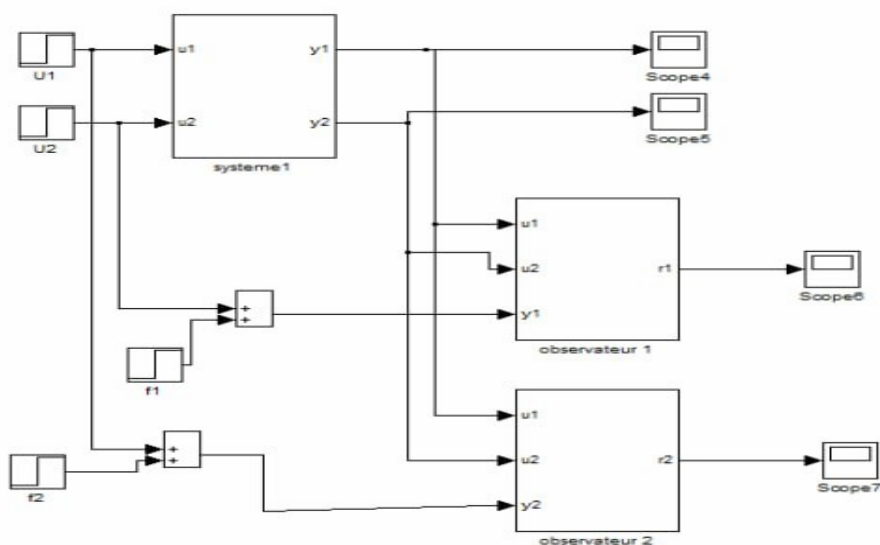 U1
u1
y1
Scope4
U2
u2
y2
Scope5
systeme1
u1
u2
r1
y1
Scope6
+
+
observateur 1
f1
u1
+
+
u2
r2
f2
Scope7
y2
observateur 2